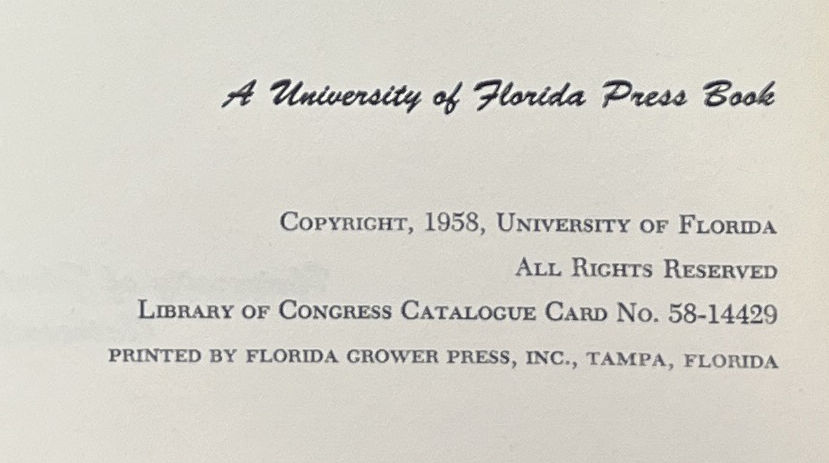 A University of Florida Press Book
COPYRIGHT, 1958, UNIVERSITY OF FLORIDA
ALL RIGHTS RESERVED
LIBRARY OF CONGRESS CATALOGUE CARD NO. 58-14429
PRINTED BY FLORIDA GROWER PRESS, INC., TAMPA, FLORIDA